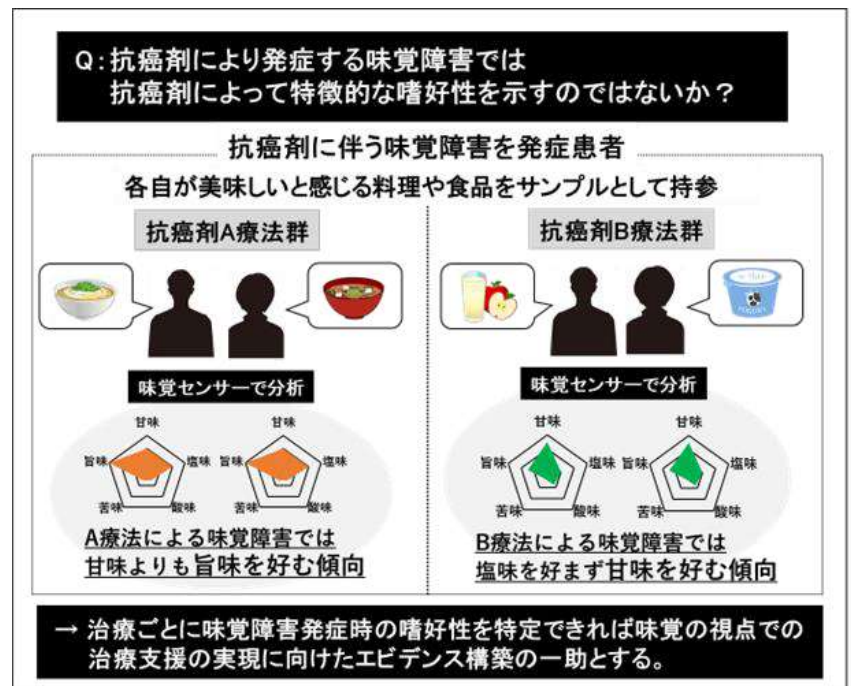 Q:抗癌剤により発症する味覚障害では
抗癌剤によって特徴的な嗜好性を示すのではないか?
抗癌剤に伴う味覚障害を発症患者
各自が美味しいと感じる料理や食品をサンプルとして持参
抗癌剤A療法群
味覚センサーで分析
甘味
旨味
塩味
苦味
酸味
甘味
旨味
塩味
苦味
酸味
A療法による味覚障害では
甘味よりも旨味を好む傾向
抗癌剤B療法群
味覚センサーで分析
甘味
旨味
塩味
苦味
酸味
甘味
旨味
塩味
苦味
酸味
B療法による味覚障害では
塩味を好まず甘味を好む傾向
→ 治療ごとに味覚障害発症時の嗜好性を特定できれば味覚の視点での
治療支援の実現に向けたエビデンス構築の一助とする。